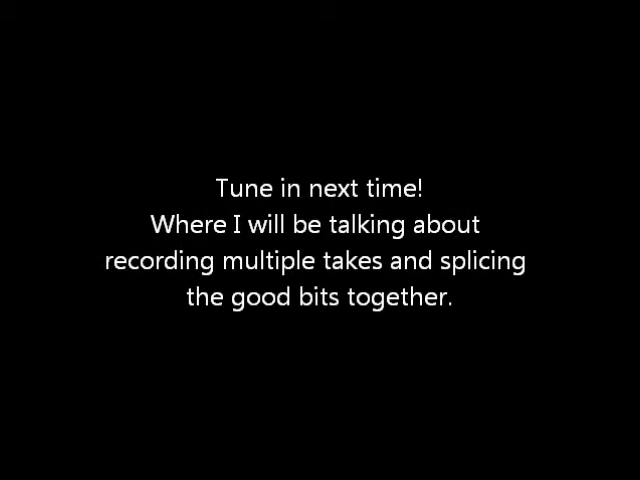 Tune in next time!
Where I will be talking about
recording multiple takes and splicing
the good bits together.